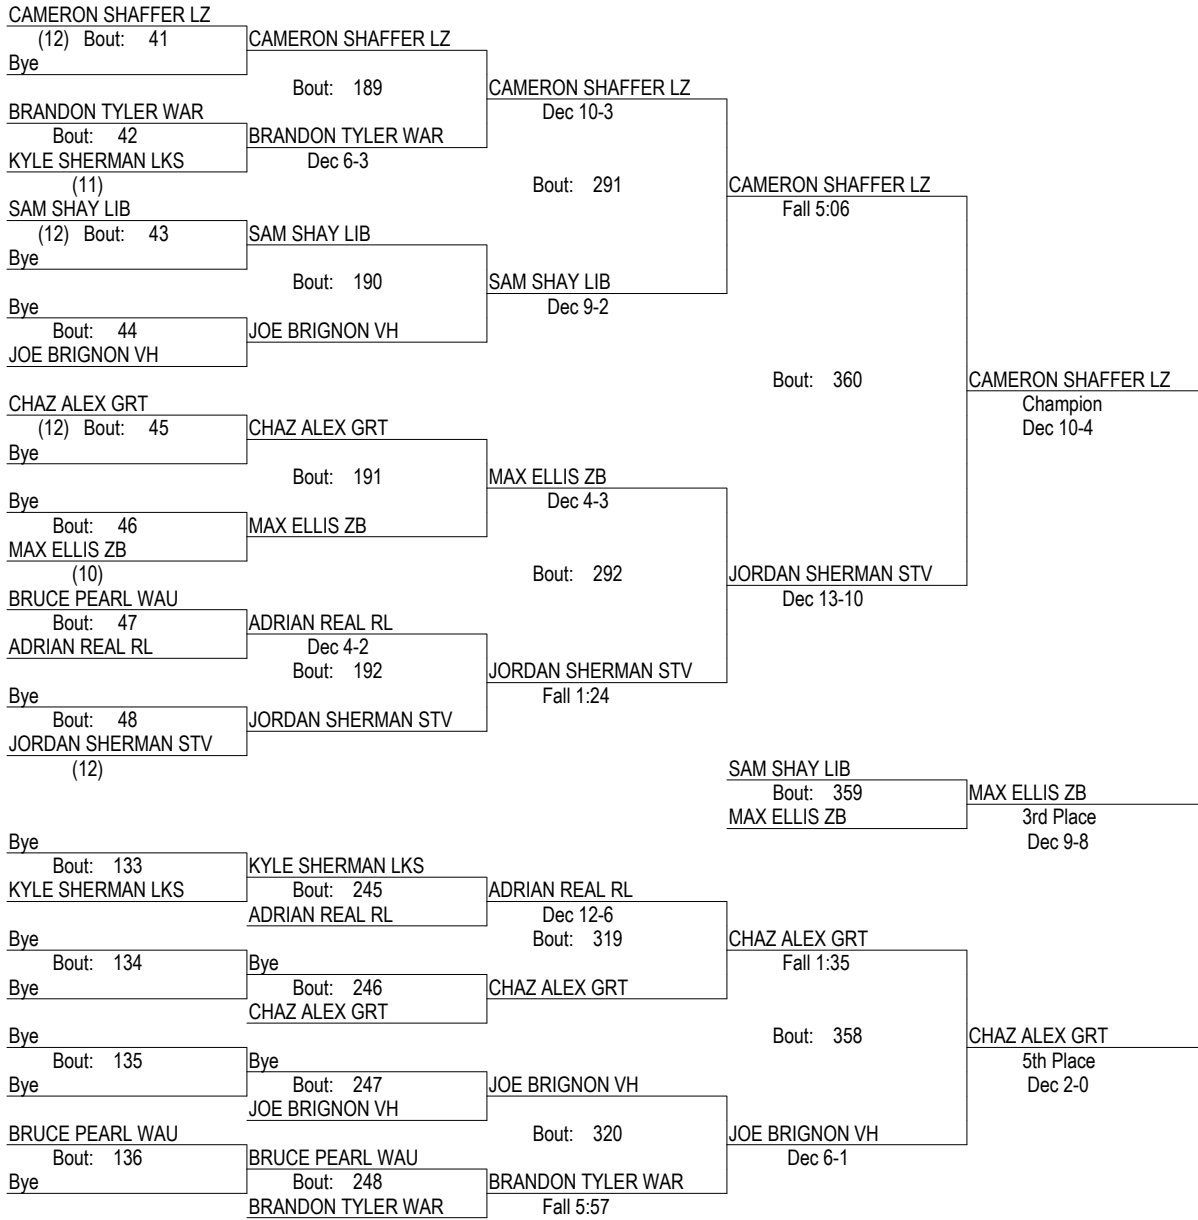 CAMERON SHAFFER LZ
(12) Bout: 41
CAMERON SHAFFER LZ
Bye
Bout: 189
CAMERON SHAFFER LZ
BRANDON TYLER WAR
Dec 10-3
Bout: 42
BRANDON TYLER WAR
KYLE SHERMAN LKS
Dec 6-3
(11)
Bout: 291
CAMERON SHAFFER LZ
SAM SHAY LIB
Fall 5:06
(12) Bout: 43
SAM SHAY LIB
Bye
Bout: 190
SAM SHAY LIB
Bye
Dec 9-2
Bout: 44
JOE BRIGNON VH
JOE BRIGNON VH
Bout: 360
CAMERON SHAFFER LZ
CHAZ ALEX GRT
Champion
(12) Bout: 45
CHAZ ALEX GRT
Dec 10-4
Bye
Bout: 191
MAX ELLIS ZB
Bye
Dec 4-3
Bout: 46
MAX ELLIS ZB
MAX ELLIS ZB
(10)
Bout: 292
JORDAN SHERMAN STV
BRUCE PEARL WAU
Dec 13-10
Bout: 47
ADRIAN REAL RL
ADRIAN REAL RL
Dec 4-2
Bout: 192
JORDAN SHERMAN STV
Bye
Fall 1:24
Bout: 48
JORDAN SHERMAN STV
JORDAN SHERMAN STV
(12)
SAM SHAY LIB
Bout: 359
MAX ELLIS ZB
MAX ELLIS ZB
3rd Place
Dec 9-8
Bye
Bout: 133
KYLE SHERMAN LKS
KYLE SHERMAN LKS
Bout: 245
ADRIAN REAL RL
ADRIAN REAL RL
Dec 12-6
Bye
Bout: 319
CHAZ ALEX GRT
Bout: 134
Bye
Fall 1:35
Bye
Bout: 246
CHAZ ALEX GRT
CHAZ ALEX GRT
Bye
Bout: 358
CHAZ ALEX GRT
Bout: 135
Bye
5th Place
Bye
Bout: 247
JOE BRIGNON VH
Dec 2-0
JOE BRIGNON VH
BRUCE PEARL WAU
Bout: 320
JOE BRIGNON VH
Bout: 136
BRUCE PEARL WAU
Dec 6-1
Bye
Bout: 248
BRANDON TYLER WAR
BRANDON TYLER WAR
Fall 5:57